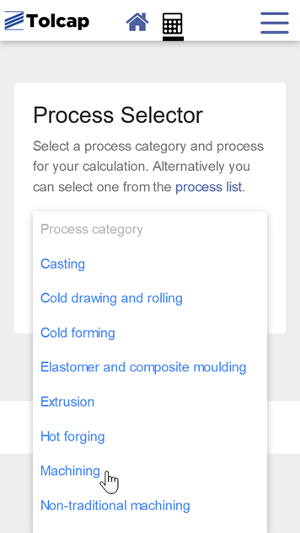 Tolcap
Process Selector
Select a process category and process
for your calculation. Alternatively you
can select one from the process list.
Process category
Casting
Cold drawing and rolling
Cold forming
Elastomer and composite moulding
Extrusion
Hot forging
Machining
Non-traditional machining